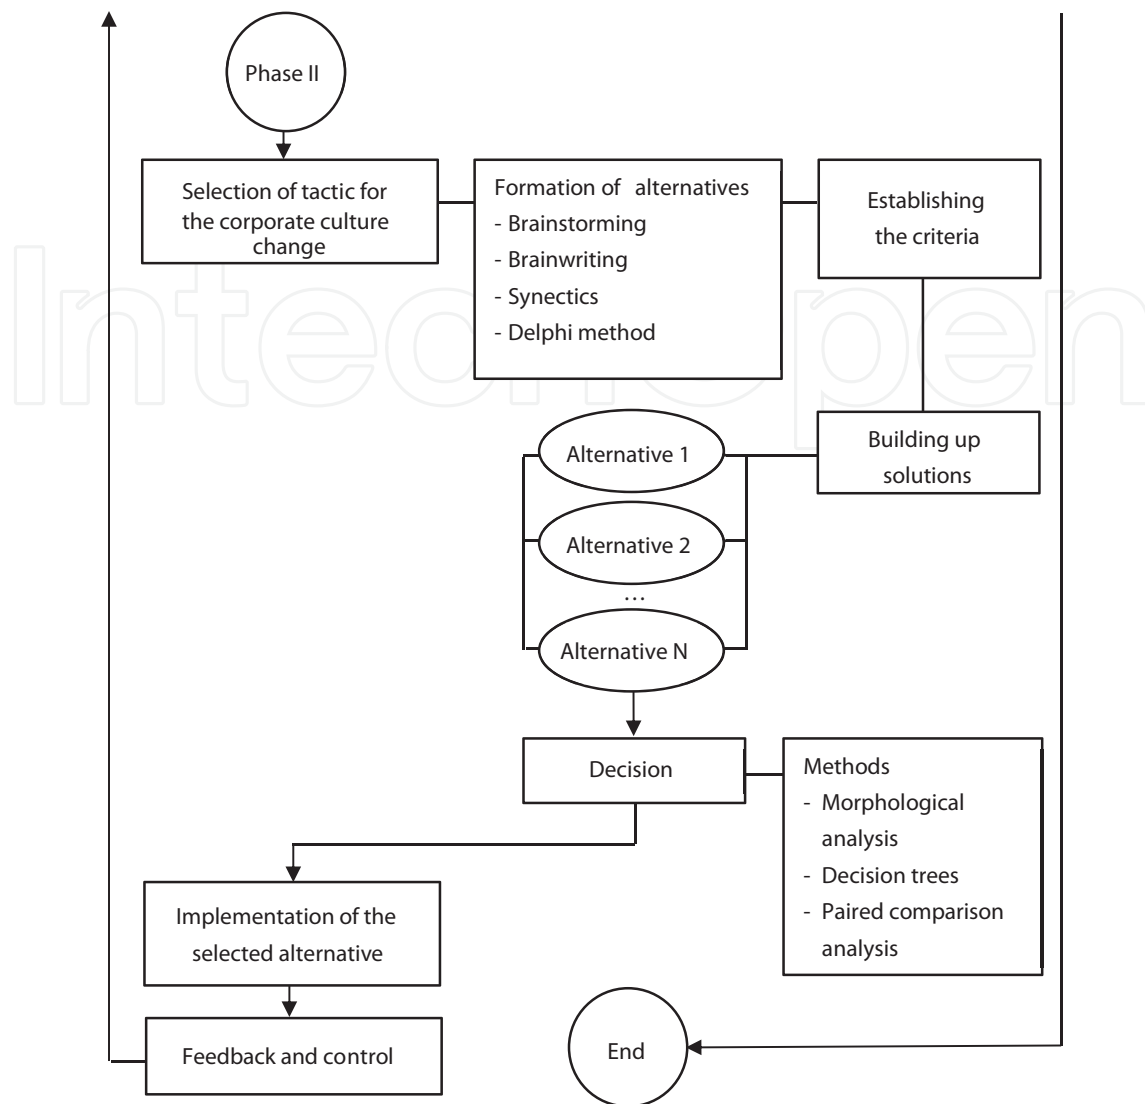 Phase II
Selection of tactic for
the corporate culture
change
Formation of alternatives
- Brainstorming
- Brainwriting
- Synectics
- Delphi method
Establishing
the criteria
Building up
solutions
Alternative 1
Alternative 2
...
Alternative N
Decision
Methods
- Morphological
analysis
- Decision trees
- Paired comparison
analysis
Implementation of the
selected alternative
Feedback and control
End
IntechOpen